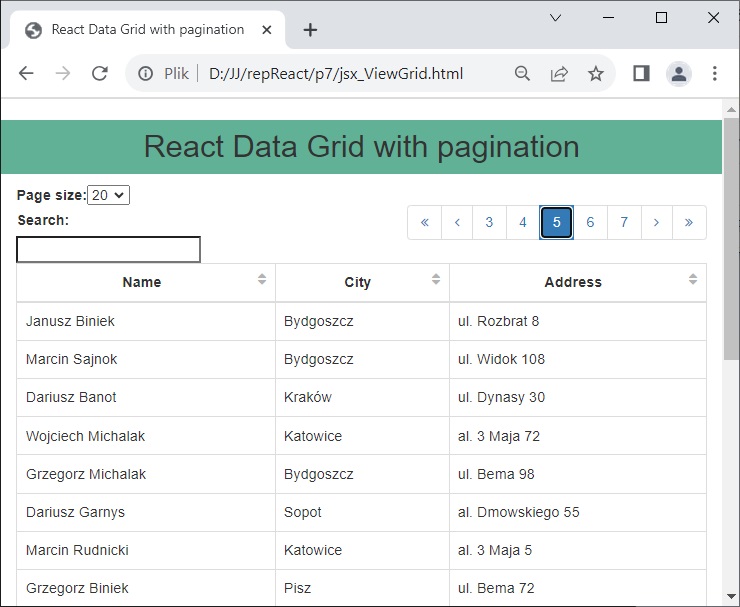 React Data Grid with pagination
Plik D:/JJ/repReact/p7/jsx_ViewGrid.html
React Data Grid with pagination
Page size: 20
Search:
« ‹ 3 4 5 6 7 › »
Name City Address
Janusz Biniek Bydgoszcz ul. Rozbrat 8
Marcin Sajnok Bydgoszcz ul. Widok 108
Dariusz Banot Kraków ul. Dynasy 30
Wojciech Michalak Katowice al. 3 Maja 72
Grzegorz Michalak Bydgoszcz ul. Bema 98
Dariusz Garnys Sopot al. Dmowskiego 55
Marcin Rudnicki Katowice al. 3 Maja 5
Grzegorz Biniek Pisz ul. Bema 72